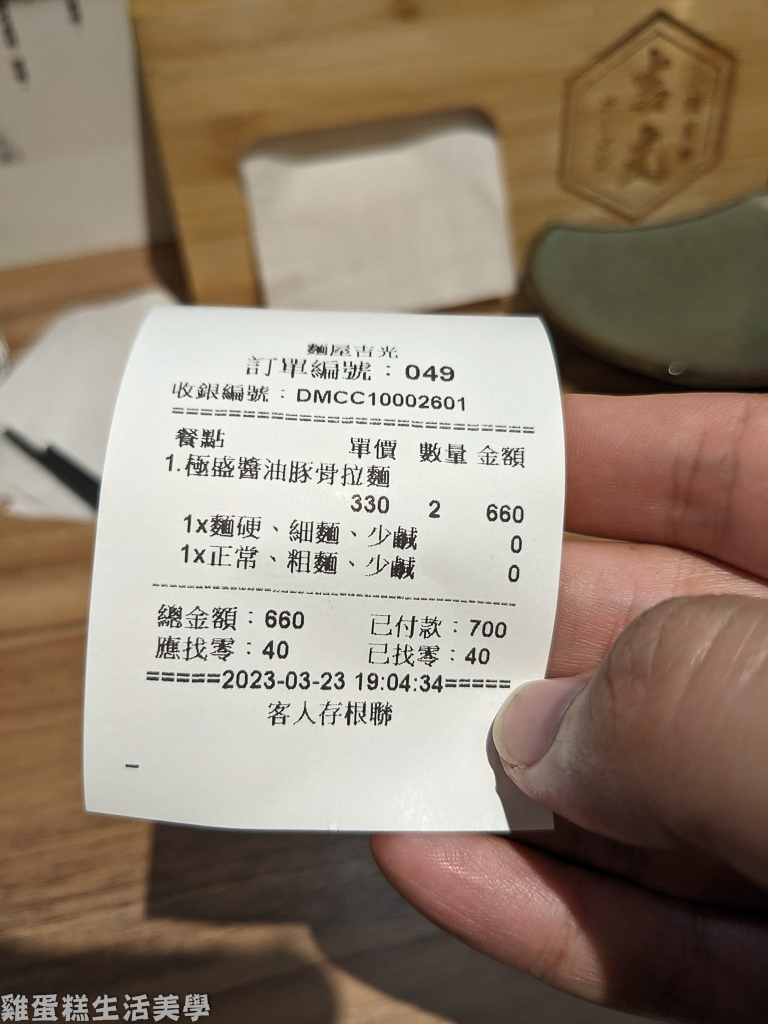 麵屋吉光
訂單編號：049
收銀編號：DMCC10002601
================================
餐點 單價 數量 金額
1.極盛醬油豚骨拉麵
330 2 660
1x麵硬、細麵、少鹹 0
1x正常、粗麵、少鹹 0
--------------------------------
總金額：660 已付款：700
應找零：40 已找零：40
=====2023-03-23 19:04:34=====
客人存根聯
雞蛋糕生活美學